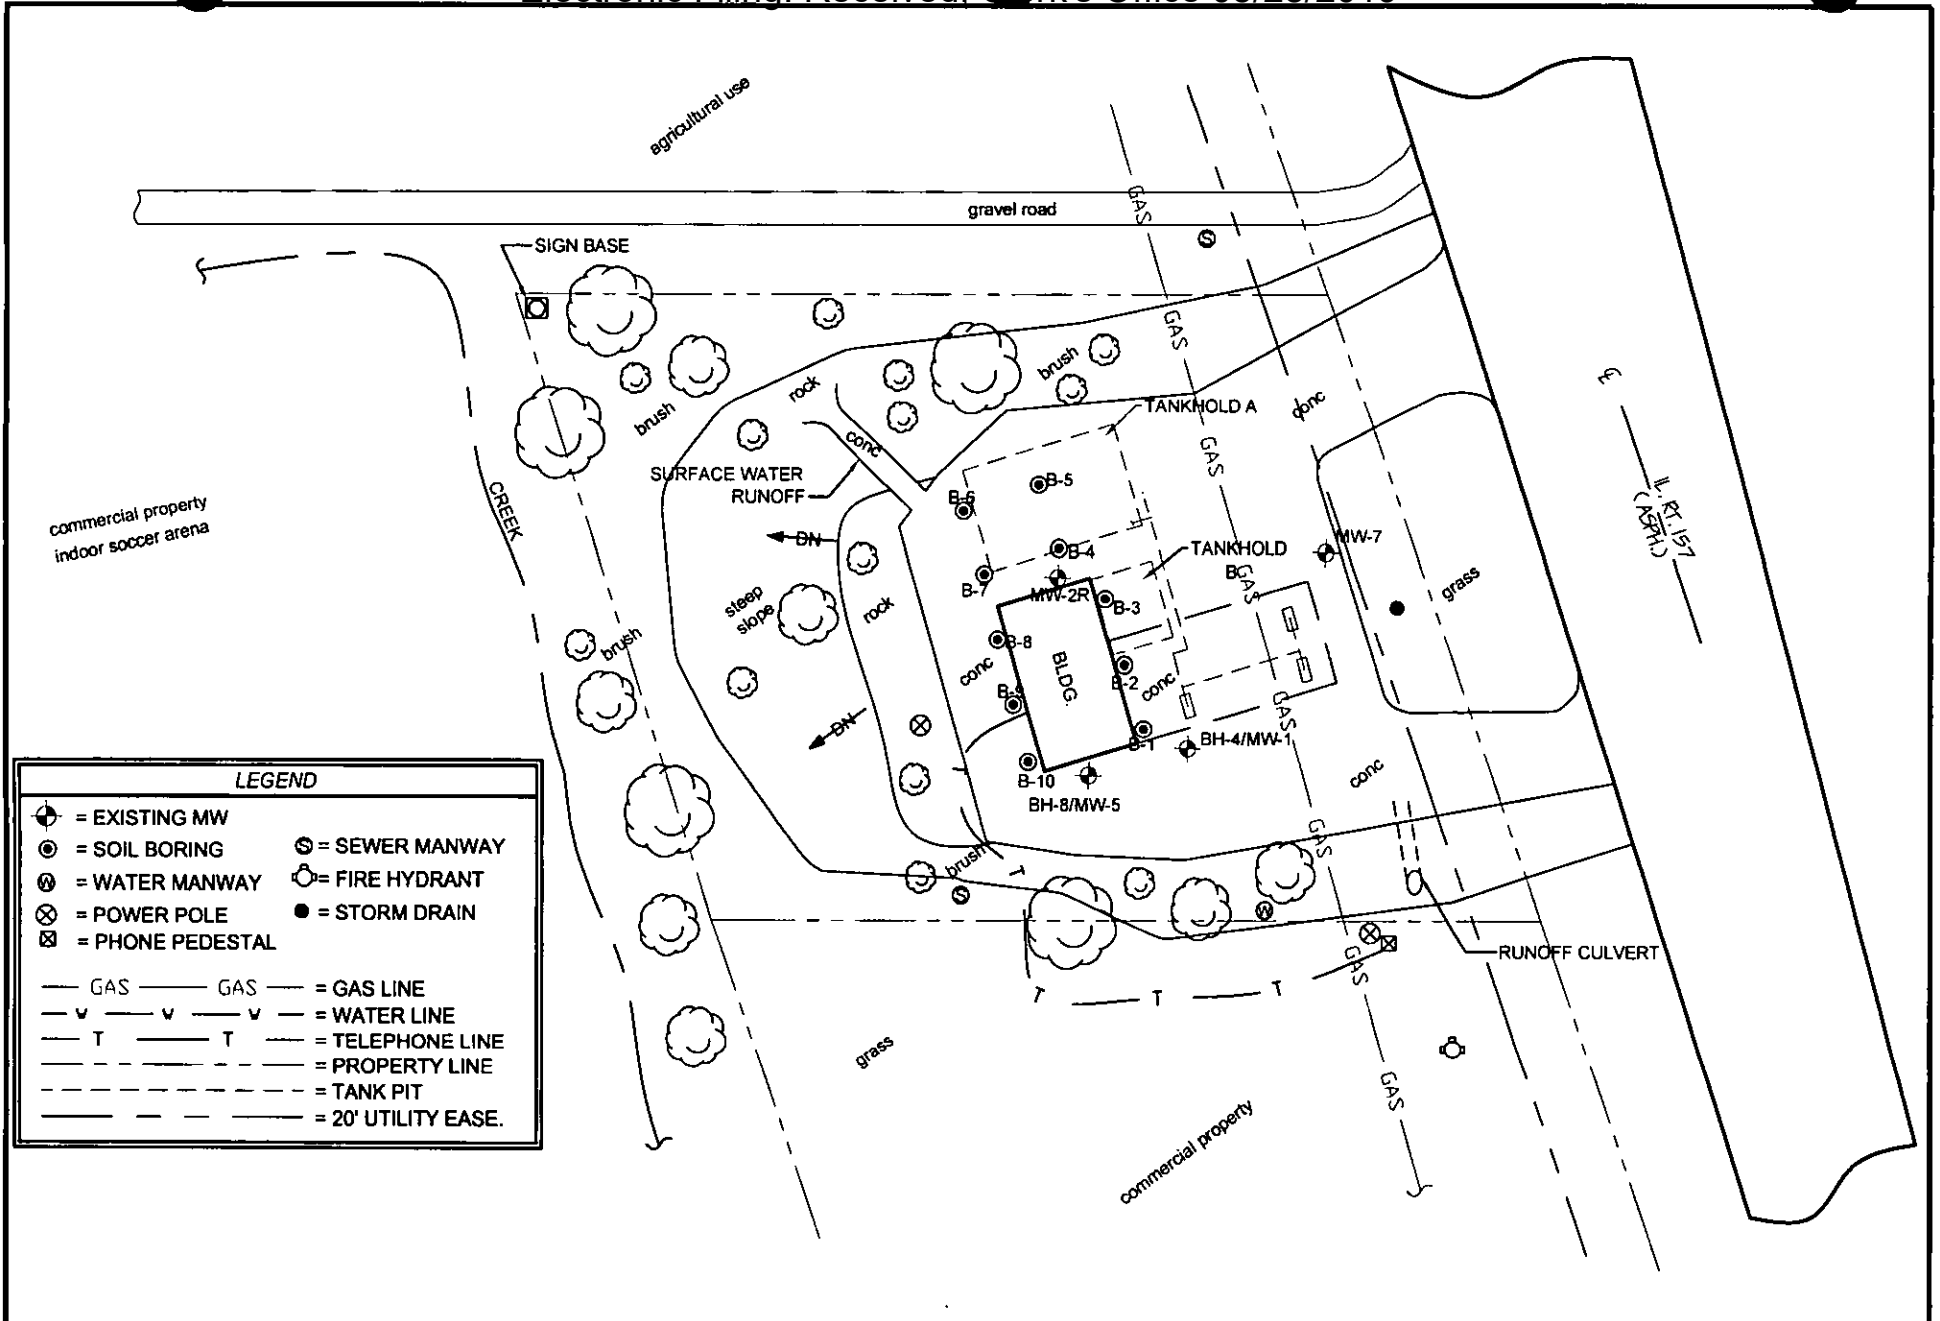 agricultural use
gravel road
SIGN BASE
GAS
brush
rock
brush
GAS
TANKHOLD A
conc
conc
SURFACE WATER
RUNOFF
GAS
B-5
B-6
CREEK
commercial property
indoor soccer arena
DN
B-4
TANKHOLD
B
MW-7
GAS
IL. RT. 157
(ASPH.)
grass
B-7
MW-2R
B-3
steep
slope
rock
B-8
brush
conc
BLDG.
B-2
conc
B-9
GAS
DN
B-1
BH-4/MW-1
B-10
BH-8/MW-5
conc
GAS
brush
T
RUNOFF CULVERT
GAS
T
T
T
grass
GAS
commercial property
LEGEND
= EXISTING MW
= SOIL BORING
S = SEWER MANWAY
W = WATER MANWAY
= FIRE HYDRANT
= POWER POLE
= STORM DRAIN
= PHONE PEDESTAL
GAS GAS = GAS LINE
W W W = WATER LINE
T T = TELEPHONE LINE
= PROPERTY LINE
= TANK PIT
= 20' UTILITY EASE.